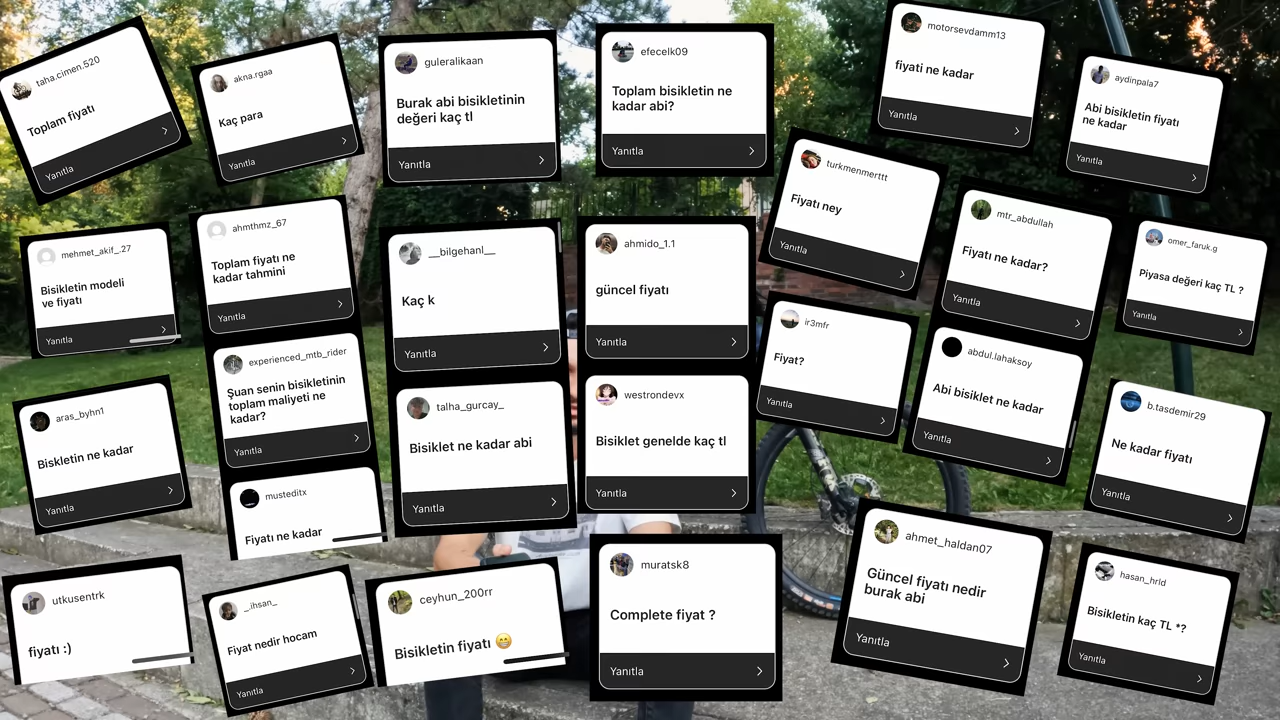 taha.cimen.520
Toplam fiyatı
Yanıtla
akna.rgaa
Kaç para
Yanıtla
guleralikaan
Burak abi bisikletinin
değeri kaç tl
Yanıtla
efecelk09
Toplam bisikletin ne
kadar abi?
Yanıtla
motorsevdamm13
fiyati ne kadar
Yanıtla
aydinpala7
Abi bisikletin fiyatı
ne kadar
Yanıtla
mehmet_akif_.27
Bisikletin modeli
ve fiyatı
Yanıtla
ahmthmz_67
Toplam fiyatı ne
kadar tahmini
Yanıtla
__bilgehanl__
Kaç k
Yanıtla
ahmido_1.1
güncel fiyatı
Yanıtla
turkmenmerttt
Fiyatı ney
Yanıtla
mtr_abdullah
Fiyatı ne kadar?
Yanıtla
omer_faruk.g
Piyasa değeri kaç TL ?
Yanıtla
experienced_mtb_rider
Şuan senin bisikletinin
toplam maliyeti ne
kadar?
Yanıtla
ir3mfr
Fiyat?
Yanıtla
abdul.lahaksoy
Abi bisiklet ne kadar
Yanıtla
aras_byhn1
Biskletin ne kadar
Yanıtla
talha_gurcay_
Bisiklet ne kadar abi
Yanıtla
westrondevx
Bisiklet genelde kaç tl
Yanıtla
b.tasdemir29
Ne kadar fiyatı
Yanıtla
musteditx
Fiyatı ne kadar
utkusentrk
fiyatı :)
_.ihsan_
Fiyat nedir hocam
Yanıtla
ceyhun_200rr
Bisikletin fiyatı 😁
muratsk8
Complete fiyat ?
Yanıtla
ahmet_haldan07
Güncel fiyatı nedir
burak abi
Yanıtla
hasan_hrld
Bisikletin kaç TL *?
Yanıtla